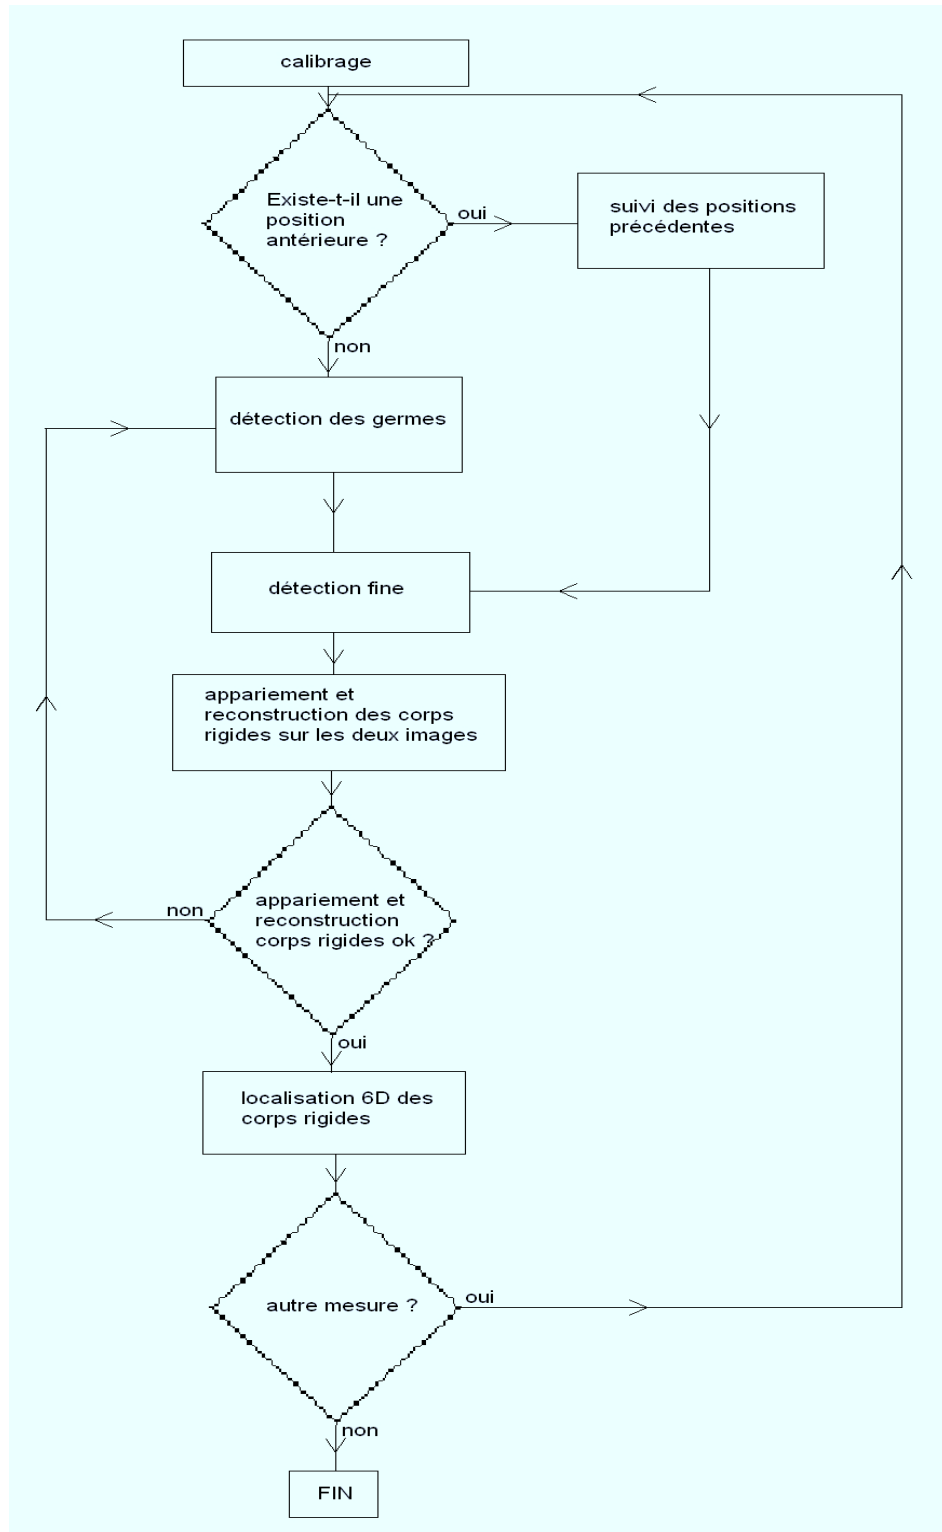 calibrage
Existe-t-il une
position
antérieure ?
oui
suivi des positions
précédentes
non
détection des germes
détection fine
appariement et
reconstruction des corps
rigides sur les deux images
non
appariement et
reconstruction
corps rigides ok ?
oui
localisation 6D des
corps rigides
autre mesure ?
oui
non
FIN